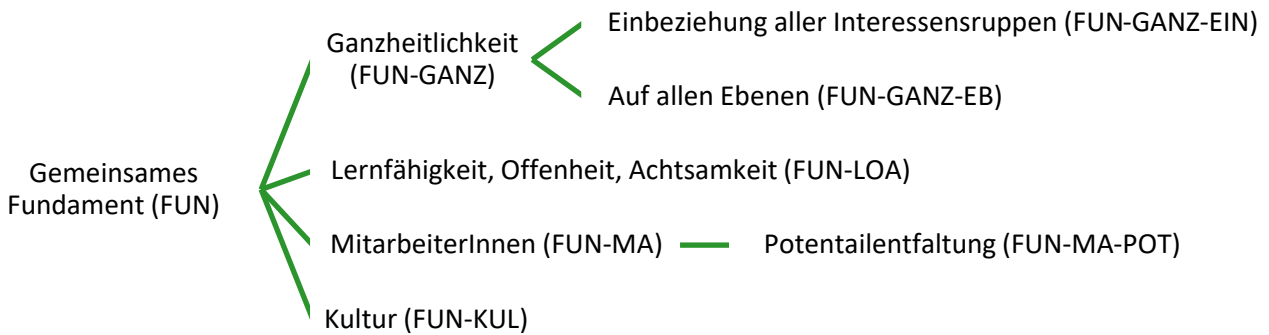 Einbeziehung aller Interessensruppen (FUN-GANZ-EIN)
Ganzheitlichkeit
(FUN-GANZ)
Auf allen Ebenen (FUN-GANZ-EB)
Lernfähigkeit, Offenheit, Achtsamkeit (FUN-LOA)
Gemeinsames
Fundament (FUN)
MitarbeiterInnen (FUN-MA)
Potentailentfaltung (FUN-MA-POT)
Kultur (FUN-KUL)